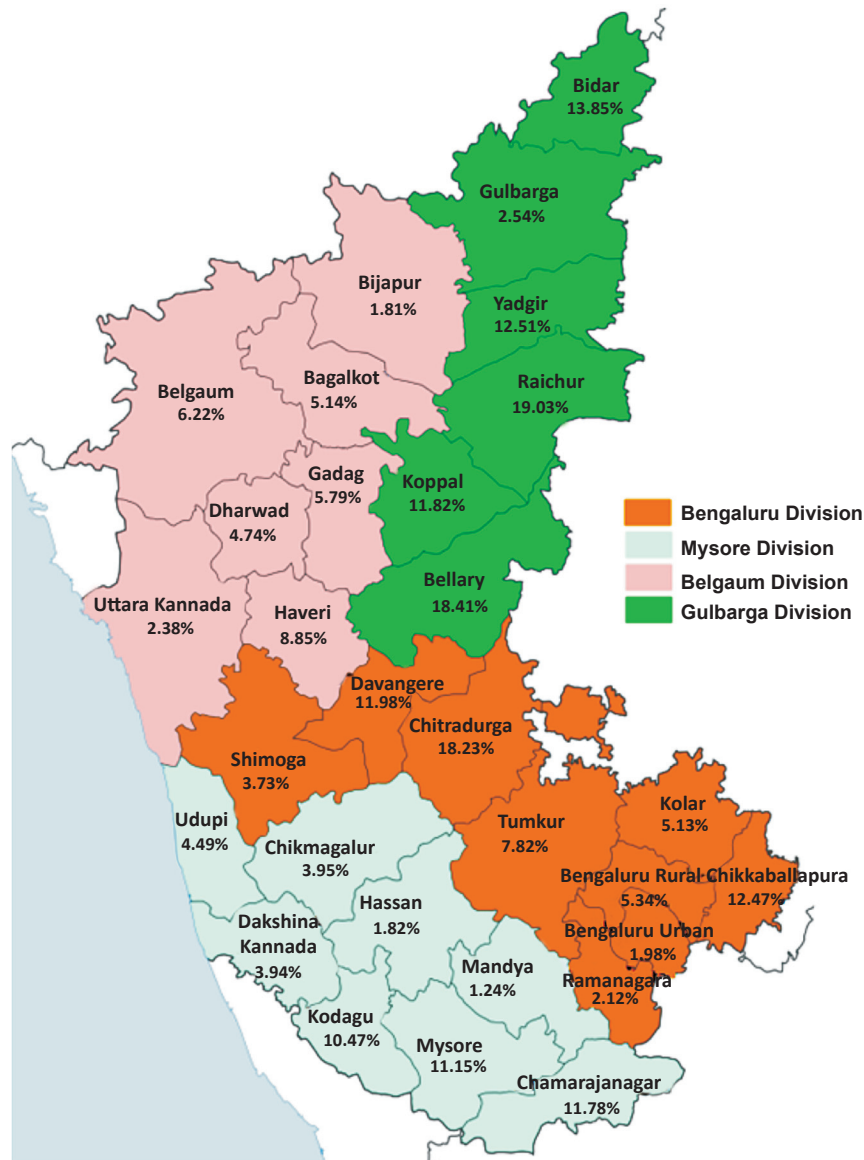 Bidar
13.85%
Gulbarga
2.54%
Bijapur
1.81%
Yadgir
12.51%
Belgaum
6.22%
Bagalkot
5.14%
Raichur
19.03%
Gadag
5.79%
Koppal
11.82%
Dharwad
4.74%
Bengaluru Division
Mysore Division
Belgaum Division
Gulbarga Division
Uttara Kannada
2.38%
Haveri
8.85%
Bellary
18.41%
Davangere
11.98%
Chitradurga
18.23%
Shimoga
3.73%
Udupi
4.49%
Chikmagalur
3.95%
Tumkur
7.82%
Kolar
5.13%
Bengaluru Rural
5.34%
Chikkaballapura
12.47%
Hassan
1.82%
Dakshina
Kannada
3.94%
Bengaluru Urban
1.98%
Mandya
1.24%
Ramanagara
2.12%
Kodagu
10.47%
Mysore
11.15%
Chamarajanagar
11.78%